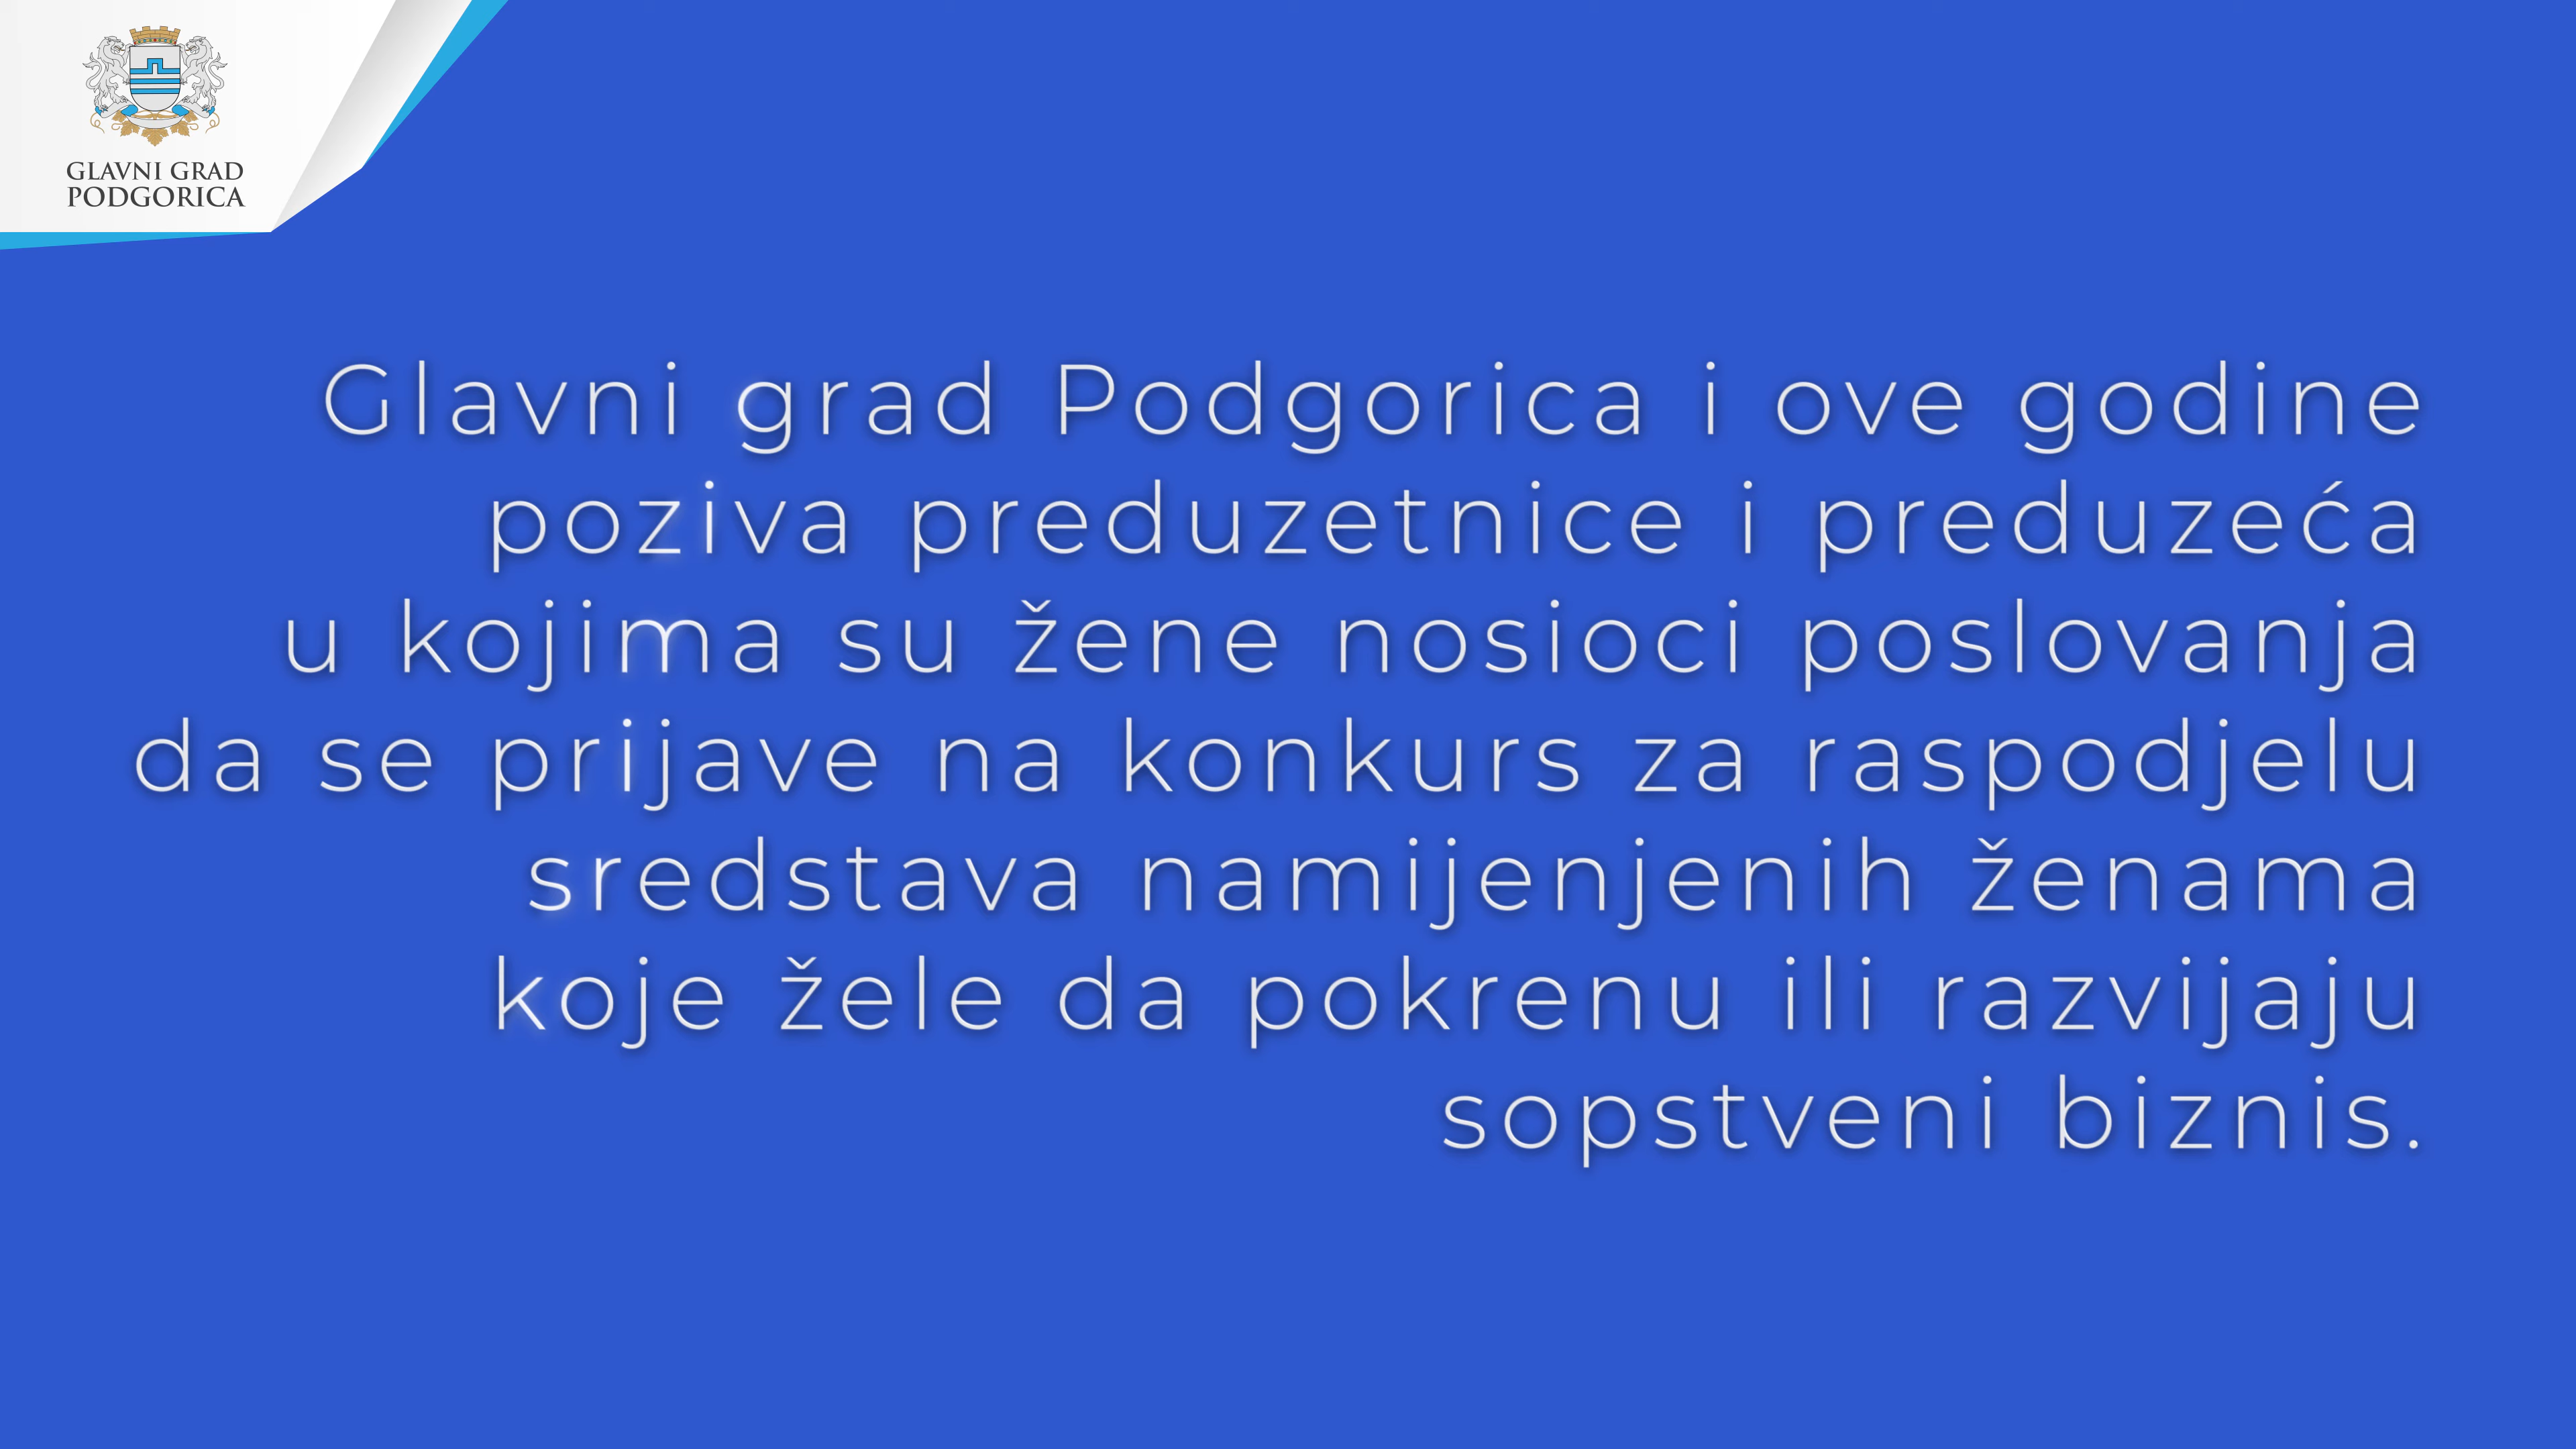 GLAVNI GRAD
PODGORICA
Glavni grad Podgorica i ove godine
poziva preduzetnice i preduzeća
u kojima su žene nosioci poslovanja
da se prijave na konkurs za raspodjelu
sredstava namijenjenih ženama
koje žele da pokrenu ili razvijaju
sopstveni biznis.